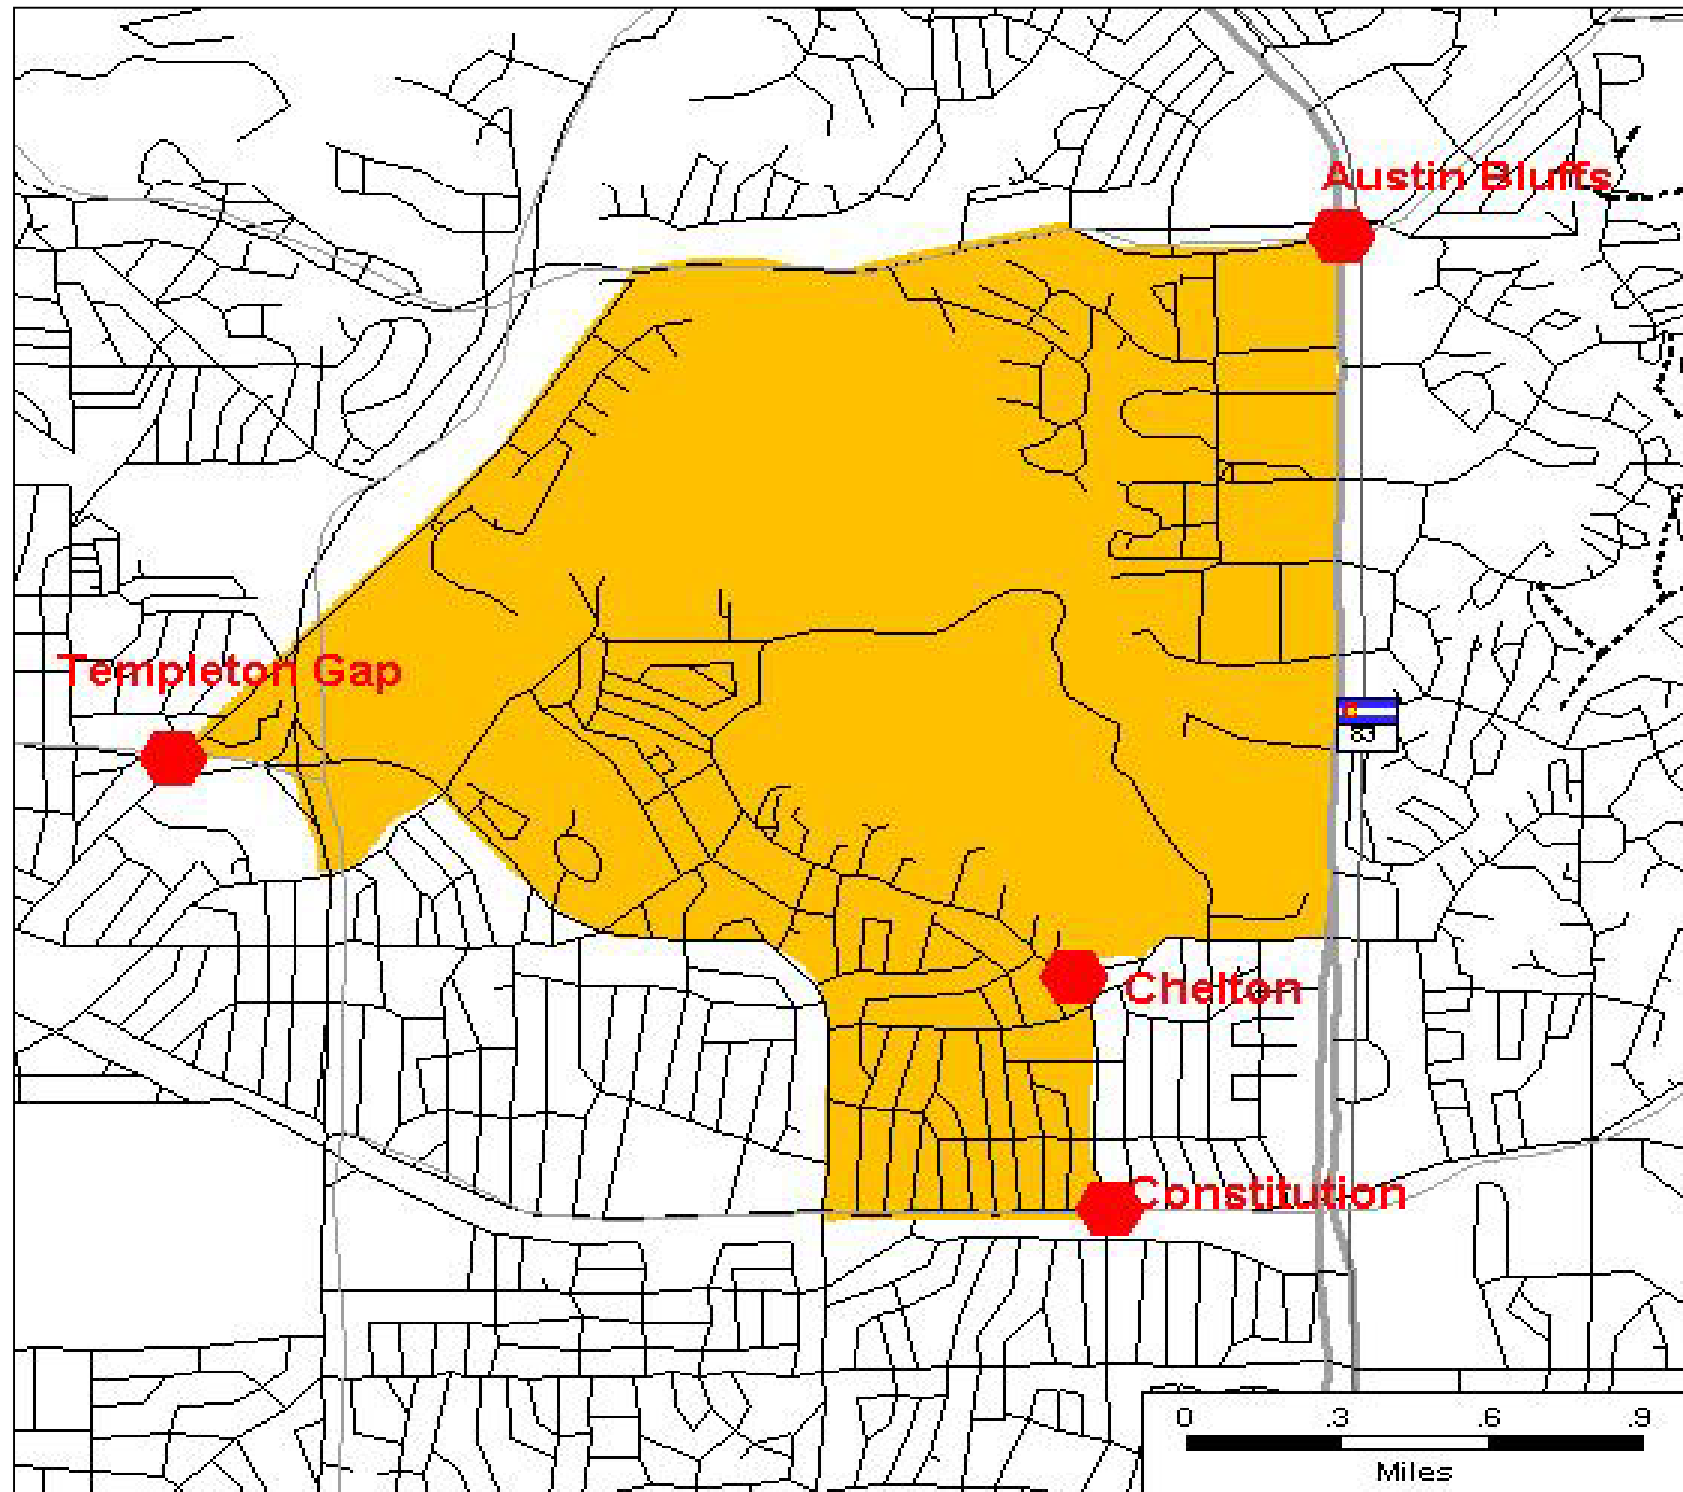 Austin Bluffs
Templeton Gap
83
Chelton
Constitution
0 .3 .6 .9
Miles